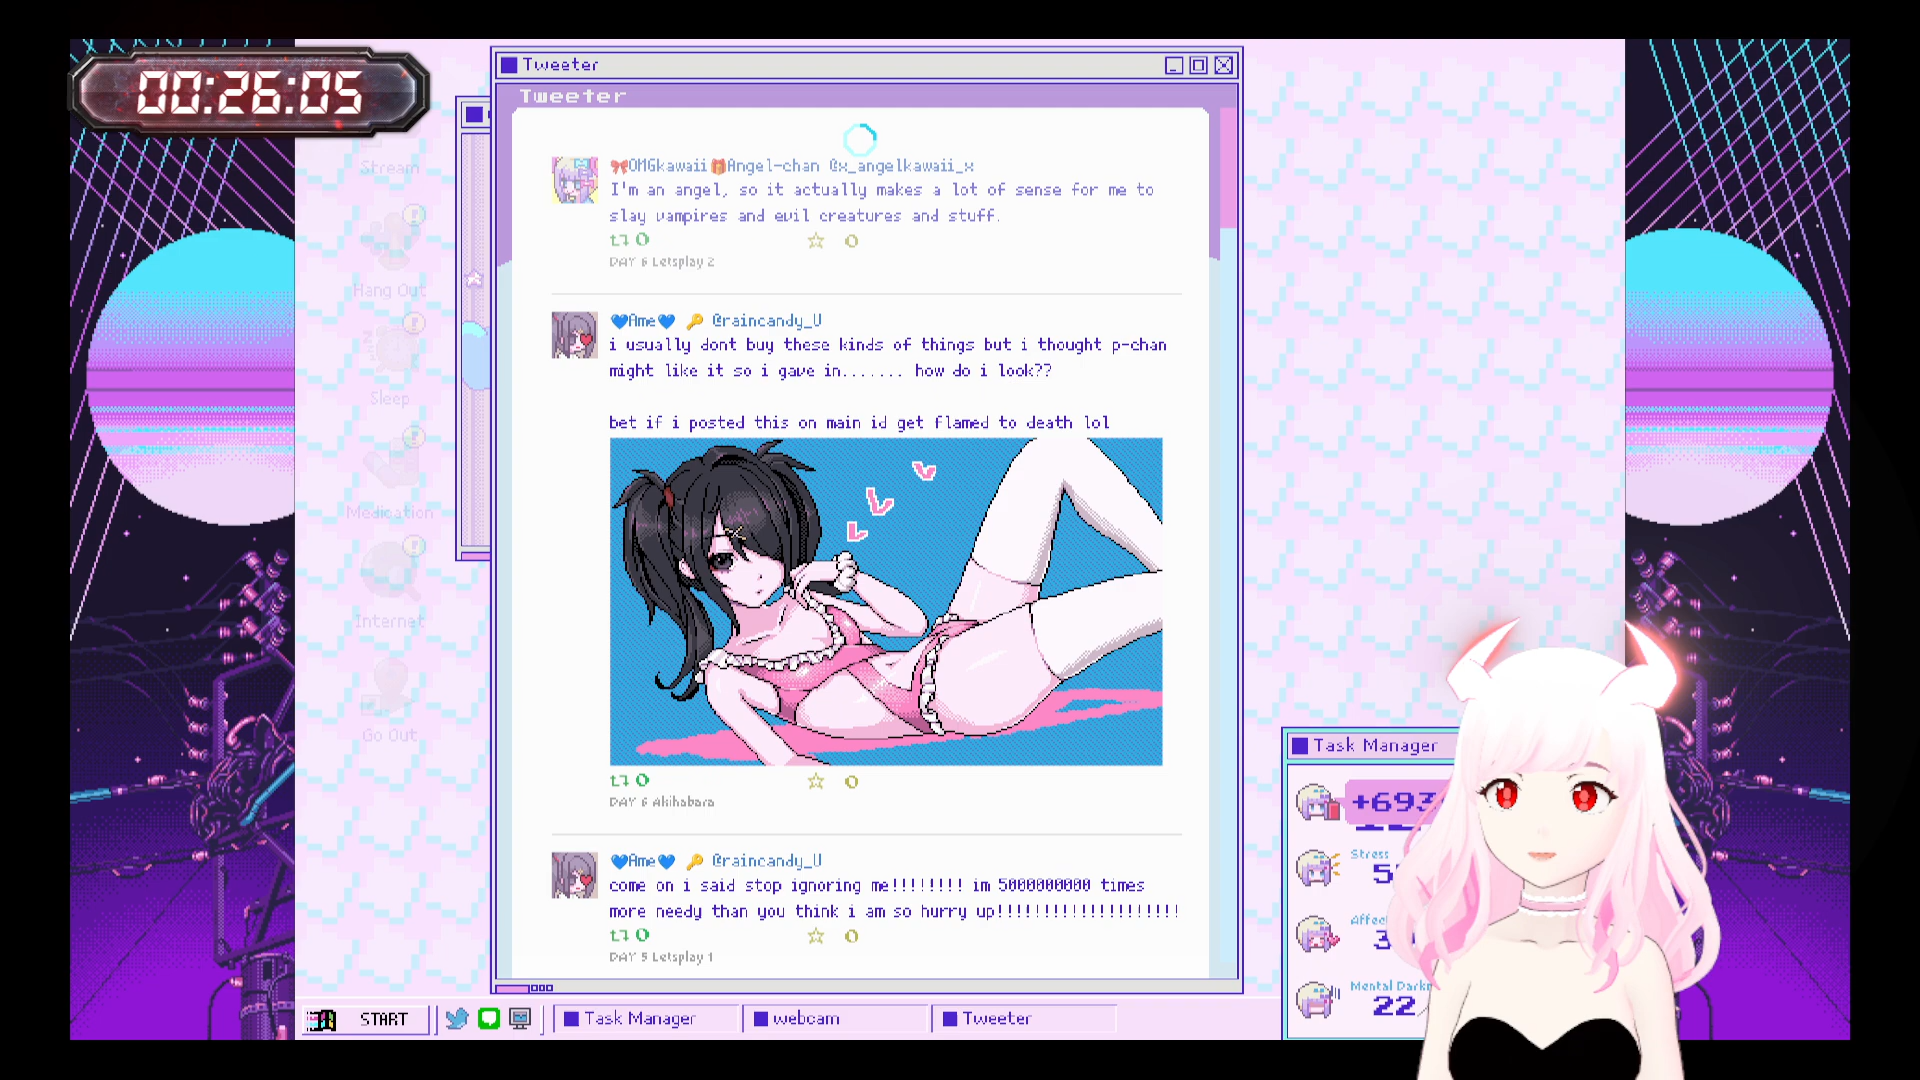 00:26:05
Tweeter
Tweeter
Stream
Hang Out
Sleep
Medication
Internet
Go Out
OMGkawaii Angel-chan @x_angelkawaii_x
I'm an angel, so it actually makes a lot of sense for me to
slay vampires and evil creatures and stuff.
0
0
DAY 6 Letsplay 2
Ame @raincandy_U
i usually dont buy these kinds of things but i thought p-chan
might like it so i gave in....... how do i look??
bet if i posted this on main id get flamed to death lol
0
0
DAY 6 Akihabara
Ame @raincandy_U
come on i said stop ignoring me!!!!!!!! im 5000000000 times
more needy than you think i am so hurry up!!!!!!!!!!!!!!!!!!!!
0
0
DAY 5 Letsplay 1
Task Manager
+693
Stress
Mental Dark
22
START
Task Manager
webcam
Tweeter